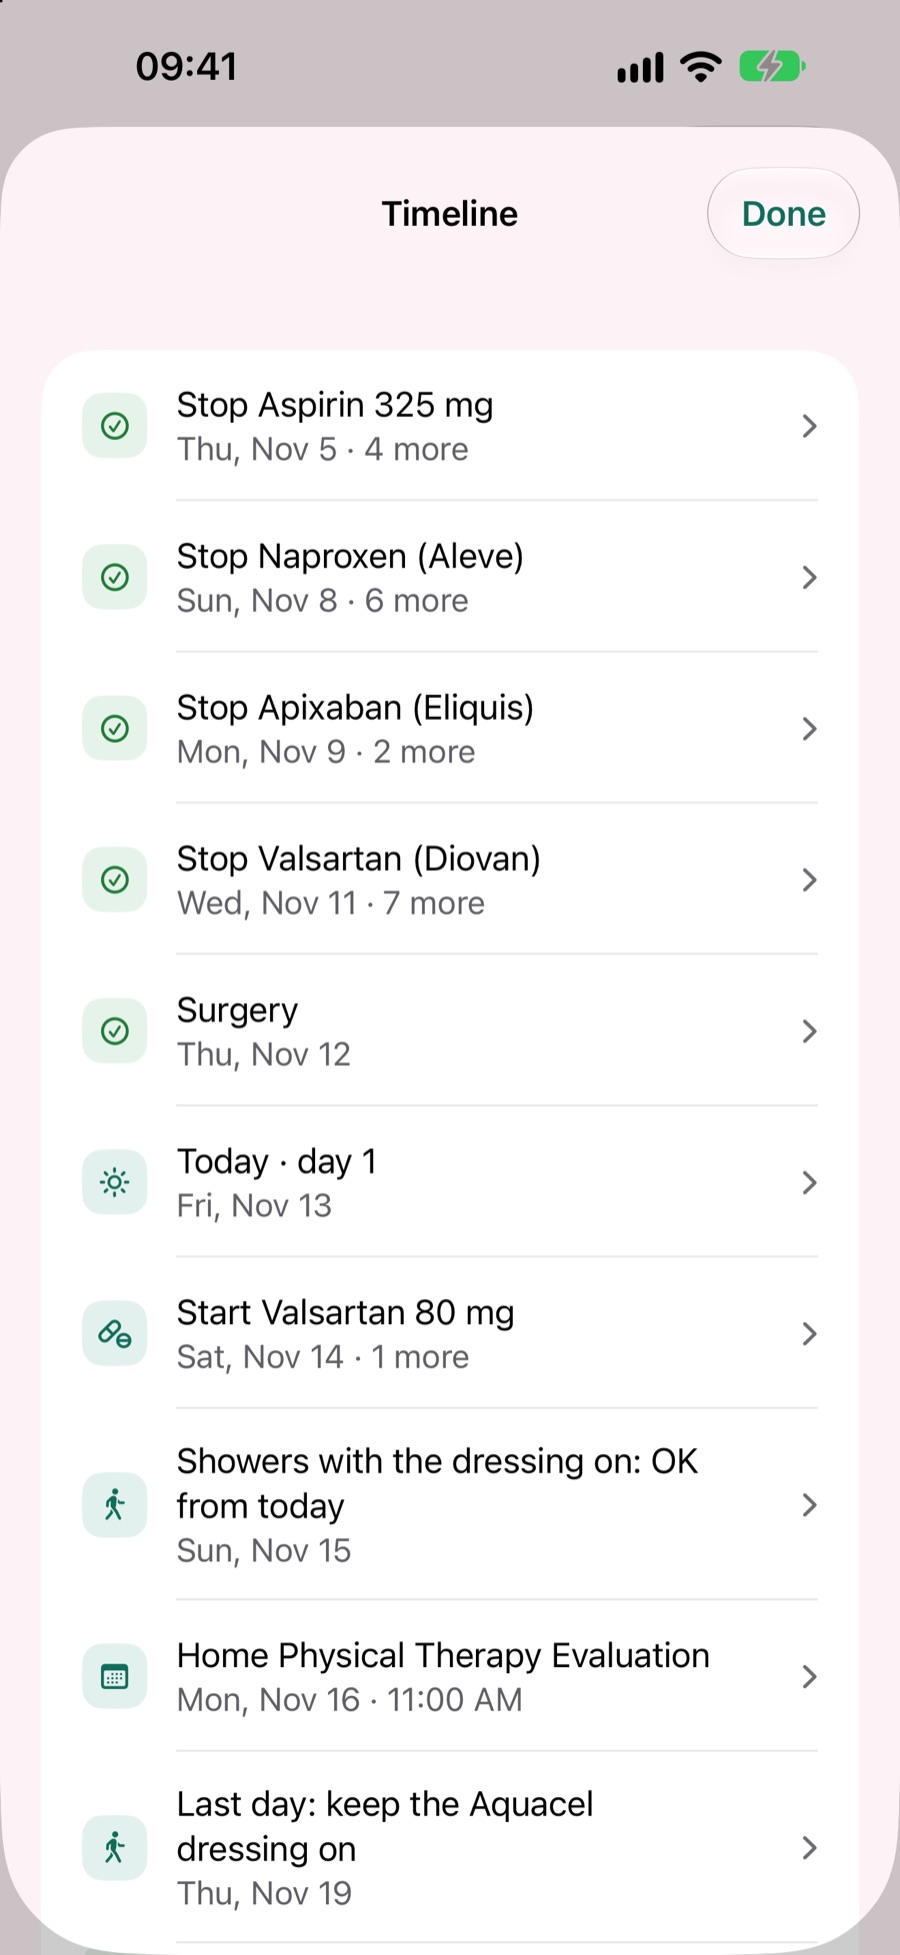 09:41
Timeline
Done
Stop Aspirin 325 mg
Thu, Nov 5 · 4 more
Stop Naproxen (Aleve)
Sun, Nov 8 · 6 more
Stop Apixaban (Eliquis)
Mon, Nov 9 · 2 more
Stop Valsartan (Diovan)
Wed, Nov 11 · 7 more
Surgery
Thu, Nov 12
Today · day 1
Fri, Nov 13
Start Valsartan 80 mg
Sat, Nov 14 · 1 more
Showers with the dressing on: OK
from today
Sun, Nov 15
Home Physical Therapy Evaluation
Mon, Nov 16 · 11:00 AM
Last day: keep the Aquacel
dressing on
Thu, Nov 19